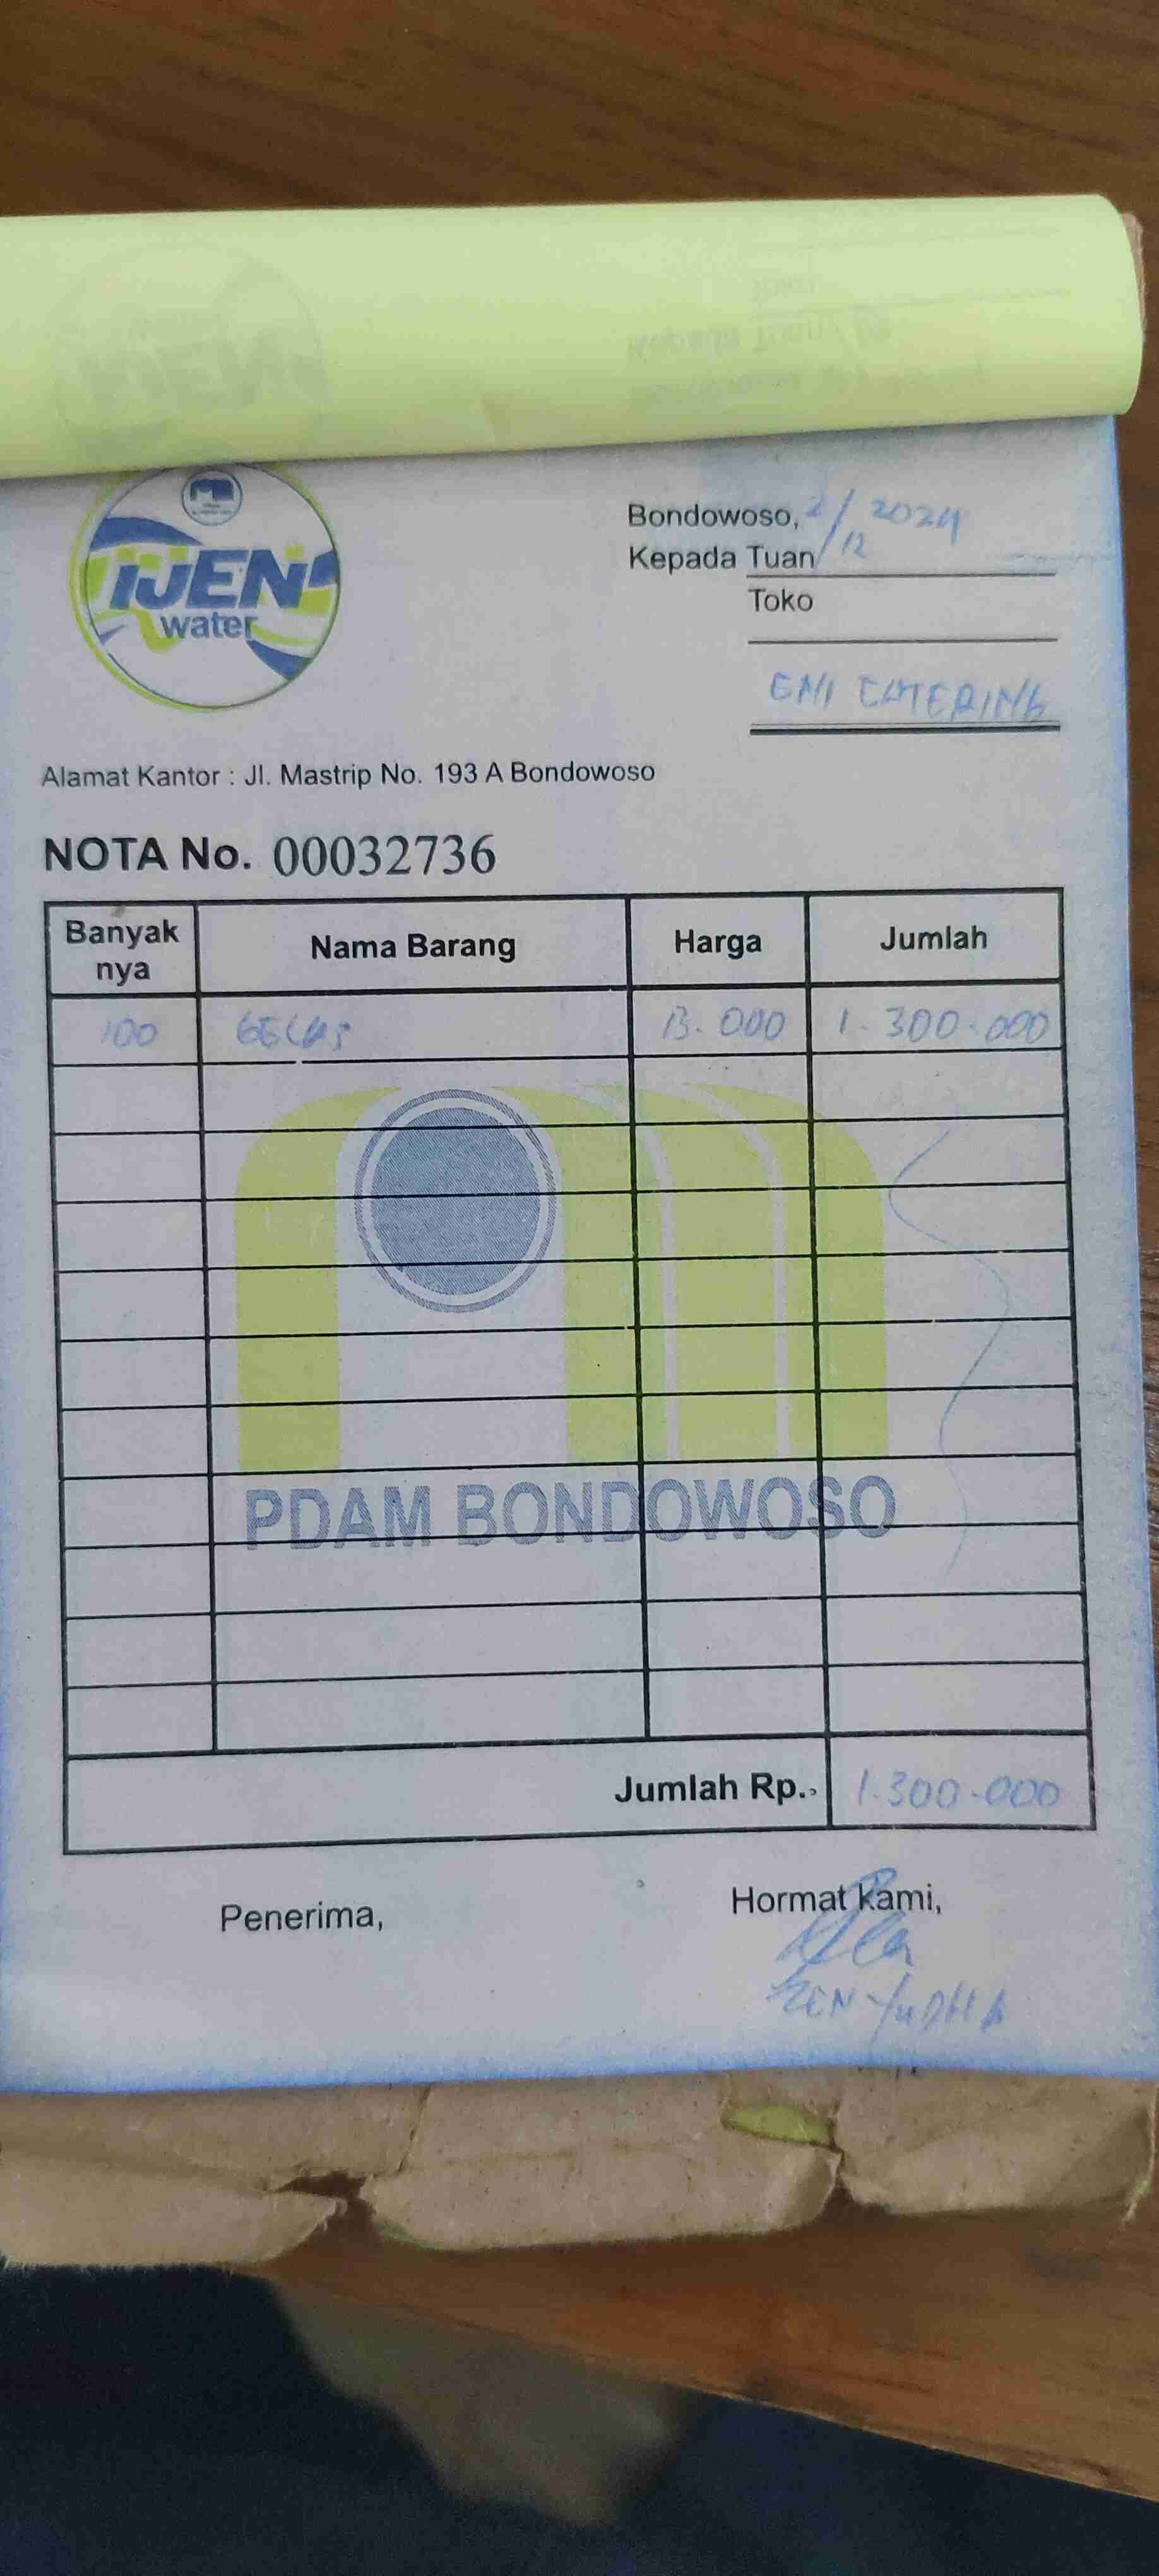 IJEN
water
Bondowoso, 2/12 2024
Kepada Tuan
Toko
ENI CATERING
Alamat Kantor : Jl. Mastrip No. 193 A Bondowoso
NOTA No. 00032736
Banyak nya Nama Barang Harga Jumlah
100 GELAS 13.000 1.300.000
PDAM BONDOWOSO
Jumlah Rp. 1.300.000
Penerima, Hormat kami,
YUDHA